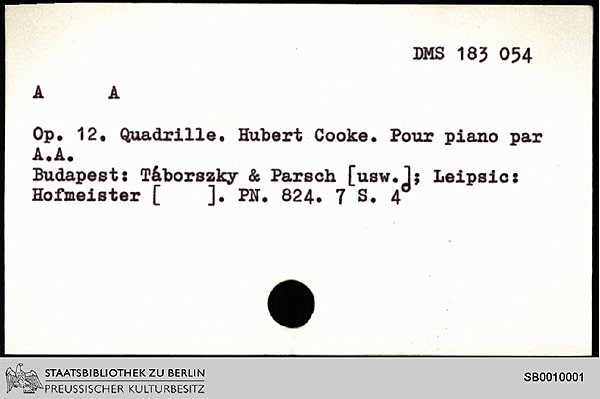 DMS 183 054
A A
Op. 12. Quadrille. Hubert Cooke. Pour piano par
A.A.
Budapest: Táborszky & Parsch [usw.]; Leipsic:
Hofmeister [ ]. PN. 824. 7 S. 4°
STAATSBIBLIOTHEK ZU BERLIN
PREUSSISCHER KULTURBESITZ
SB0010001